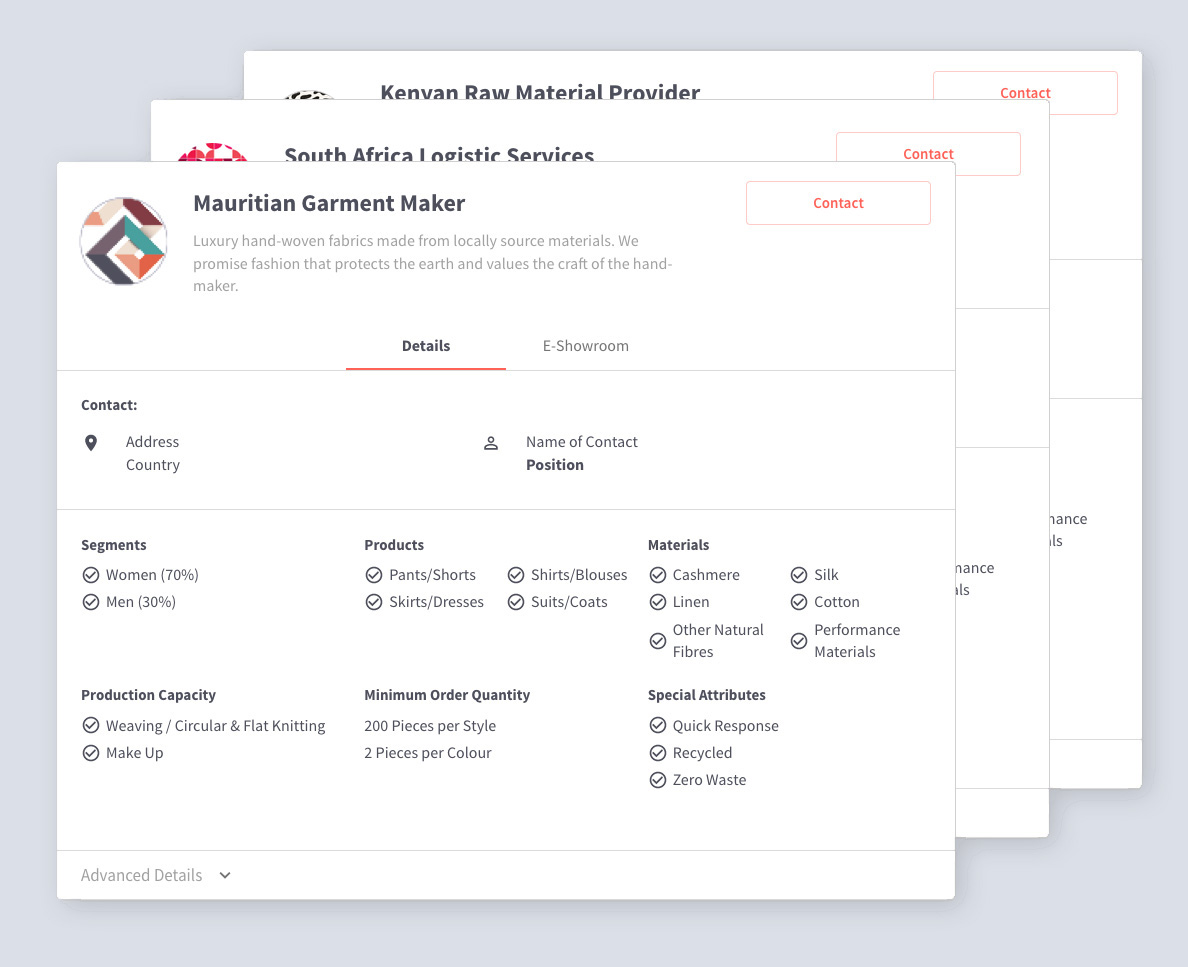 Kenyan Raw Material Provider
Contact
South Africa Logistic Services
Contact
Mauritian Garment Maker
Contact
Luxury hand-woven fabrics made from locally source materials. We
promise fashion that protects the earth and values the craft of the hand-
maker.
Details
E-Showroom
Contact:
Address
Country
Name of Contact
Position
Segments
Women (70%)
Men (30%)
Products
Pants/Shorts
Shirts/Blouses
Skirts/Dresses
Suits/Coats
Materials
Cashmere
Silk
Linen
Cotton
Other Natural
Fibres
Performance
Materials
Production Capacity
Weaving / Circular & Flat Knitting
Make Up
Minimum Order Quantity
200 Pieces per Style
2 Pieces per Colour
Special Attributes
Quick Response
Recycled
Zero Waste
Advanced Details